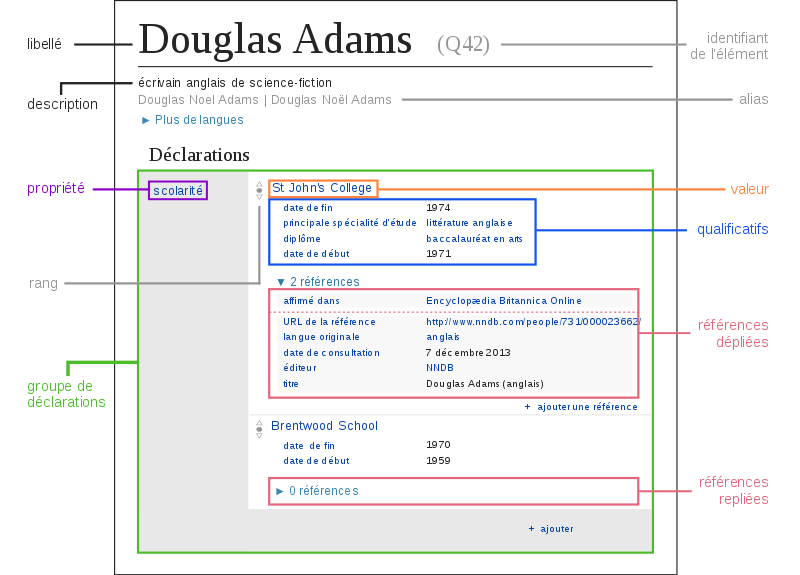 libellé
Douglas Adams (Q42)
identifiant
de l'élément
description
écrivain anglais de science-fiction
Douglas Noel Adams | Douglas Noël Adams
alias
► Plus de langues
Déclarations
propriété
scolarité
St John's College
valeur
date de fin 1974
principale spécialité d'étude littérature anglaise
diplôme baccalauréat en arts
date de début 1971
qualificatifs
rang
▼ 2 références
affirmé dans Encyclopædia Britannica Online
URL de la référence http://www.nndb.com/people/731/000023662/
langue originale anglais
date de consultation 7 décembre 2013
éditeur NNDB
titre Douglas Adams (anglais)
références
dépliées
groupe de
déclarations
+ ajouter une référence
Brentwood School
date de fin 1970
date de début 1959
► 0 références
références
repliées
+ ajouter